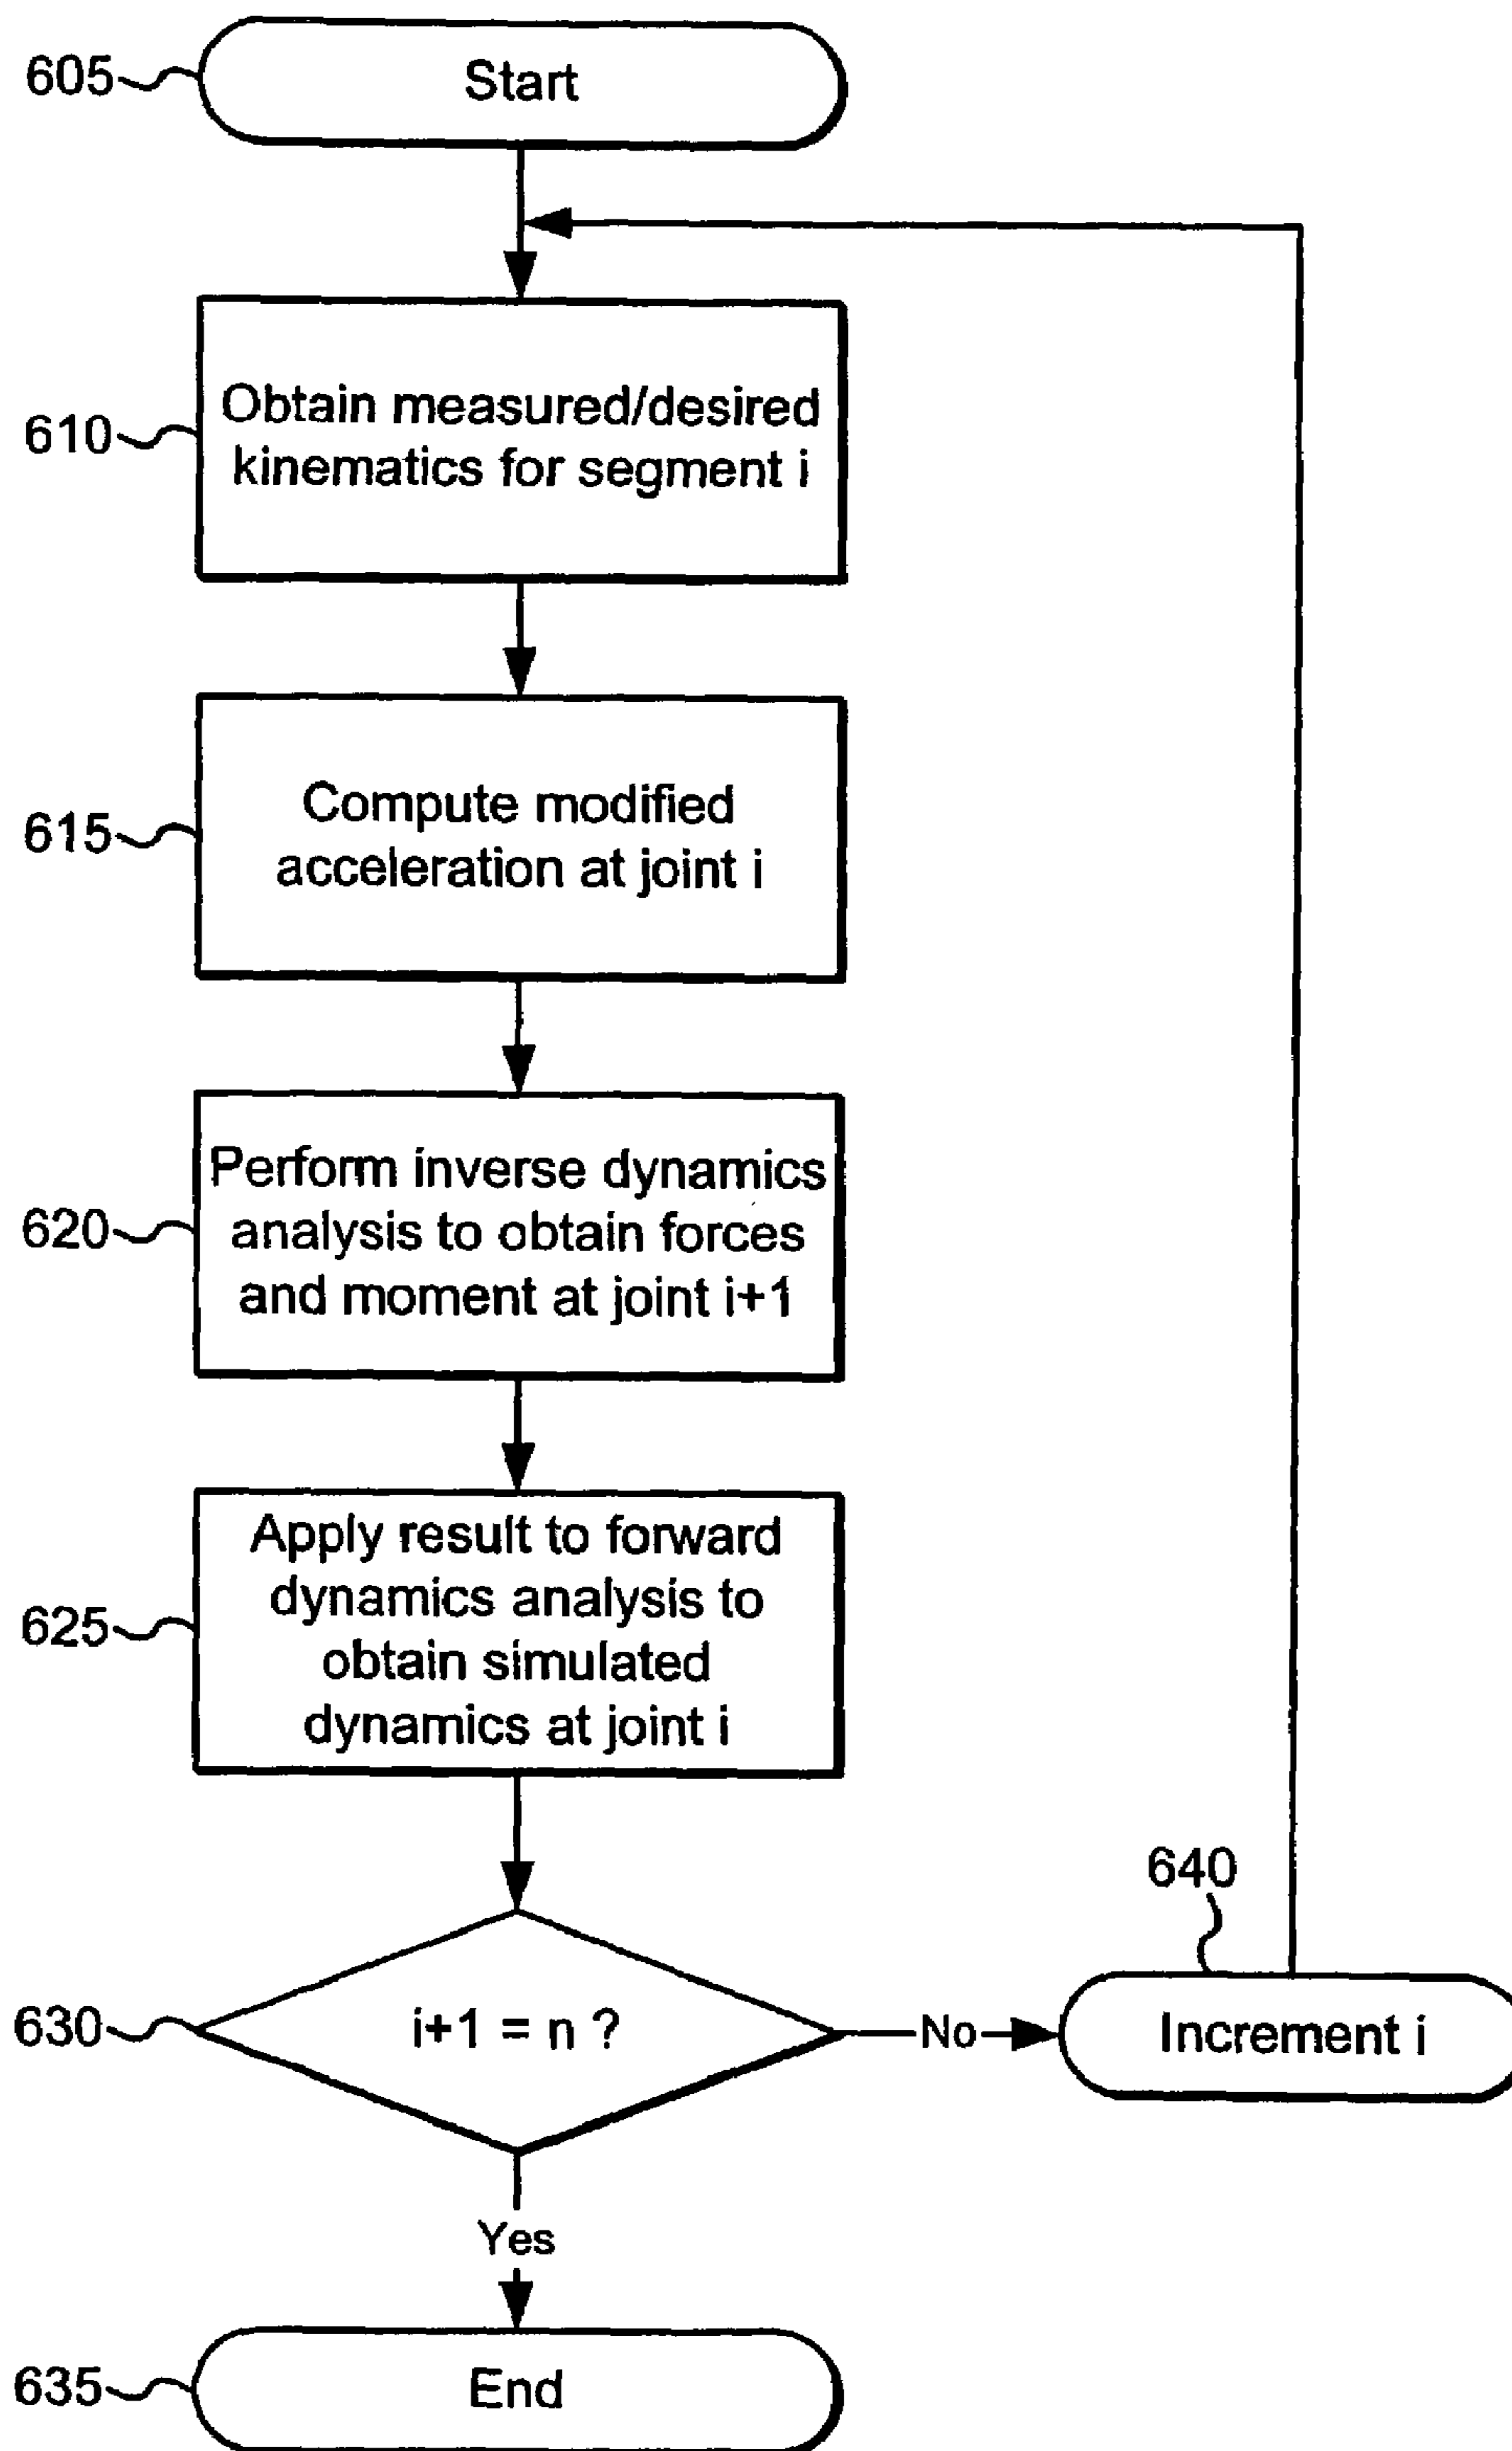 605
Start
610
Obtain measured/desired
kinematics for segment i
615
Compute modified
acceleration at joint i
620
Perform inverse dynamics
analysis to obtain forces
and moment at joint i+1
625
Apply result to forward
dynamics analysis to
obtain simulated
dynamics at joint i
630
i+1 = n ?
No
640
Increment i
Yes
635
End